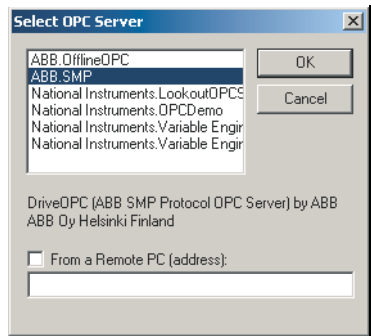 Select OPC Server
ABB.OfflineOPC
ABB.SMP
National Instruments.LookoutOPCS
National Instruments.OPCDemo
National Instruments.Variable Engir
National Instruments.Variable Engir
OK
Cancel
DriveOPC (ABB SMP Protocol OPC Server) by ABB
ABB Oy Helsinki Finland
From a Remote PC (address):